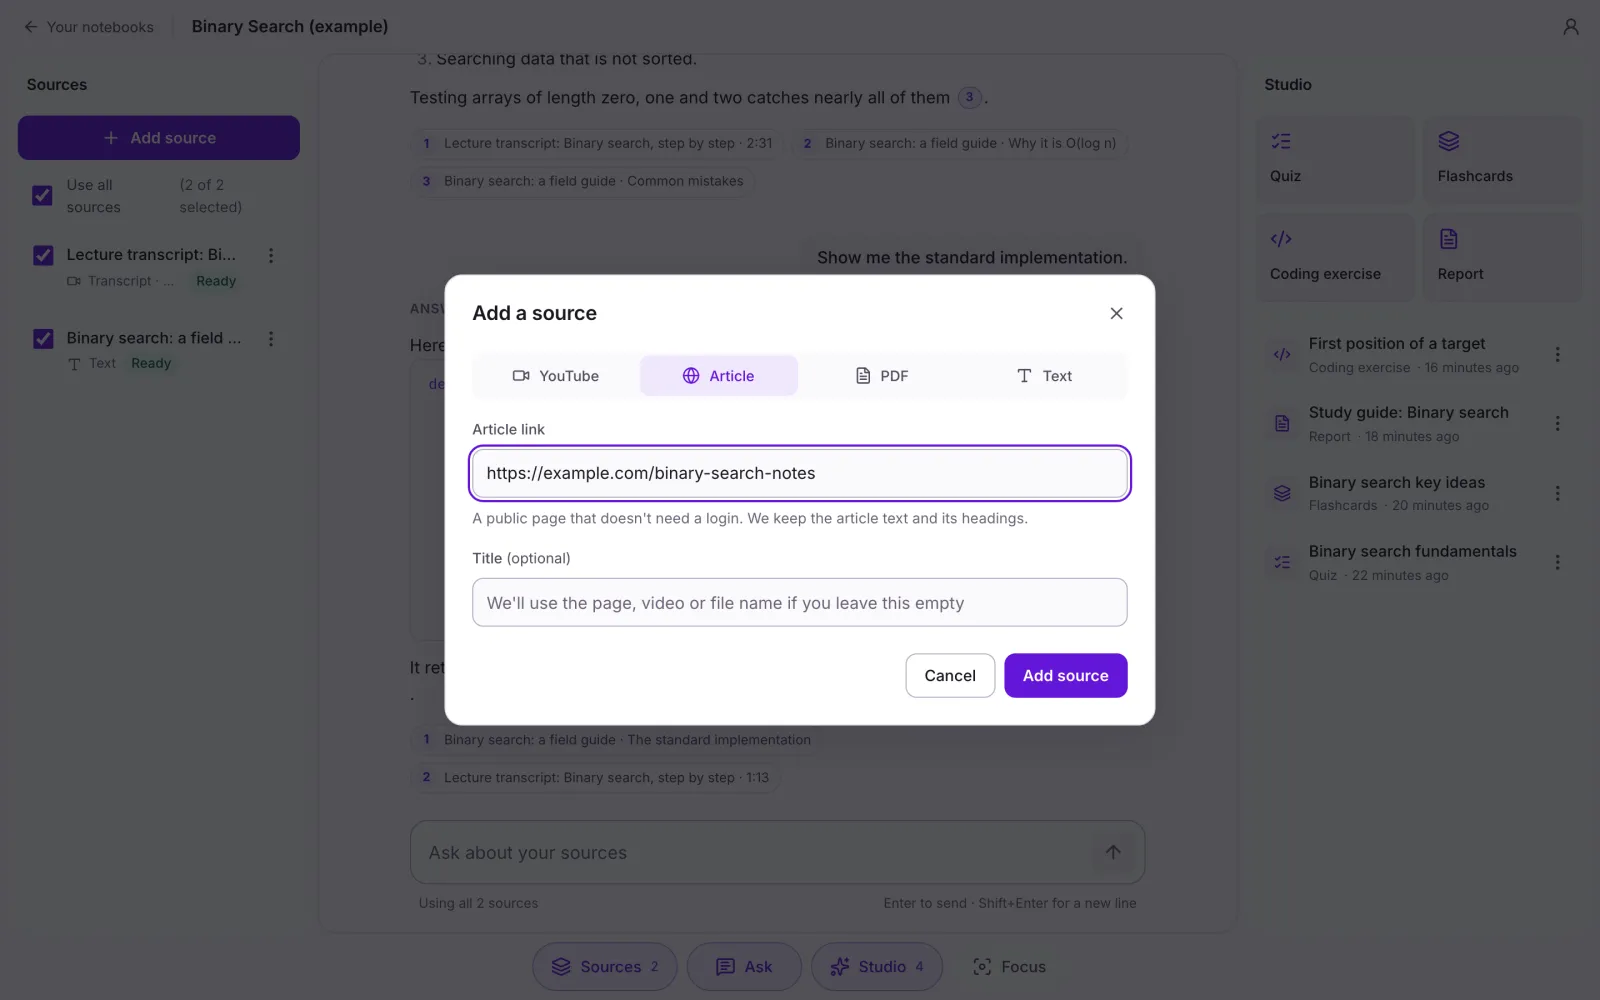 Your notebooks
Binary Search (example)
Sources
Add source
Use all sources
(2 of 2 selected)
Lecture transcript: Bi...
Transcript · ...
Ready
Binary search: a field ...
Text
Ready
3. Searching data that is not sorted.
Testing arrays of length zero, one and two catches nearly all of them 3.
1 Lecture transcript: Binary search, step by step · 2:31
2 Binary search: a field guide · Why it is O(log n)
3 Binary search: a field guide · Common mistakes
Show me the standard implementation.
Here
de
Add a source
YouTube
Article
PDF
Text
Article link
https://example.com/binary-search-notes
A public page that doesn't need a login. We keep the article text and its headings.
Title (optional)
We'll use the page, video or file name if you leave this empty
Cancel
Add source
It
.
1 Binary search: a field guide · The standard implementation
2 Lecture transcript: Binary search, step by step · 1:13
Ask about your sources
Using all 2 sources
Enter to send · Shift+Enter for a new line
Studio
Quiz
Flashcards
Coding exercise
Report
First position of a target
Coding exercise · 16 minutes ago
Study guide: Binary search
Report · 18 minutes ago
Binary search key ideas
Flashcards · 20 minutes ago
Binary search fundamentals
Quiz · 22 minutes ago
Sources 2
Ask
Studio 4
Focus